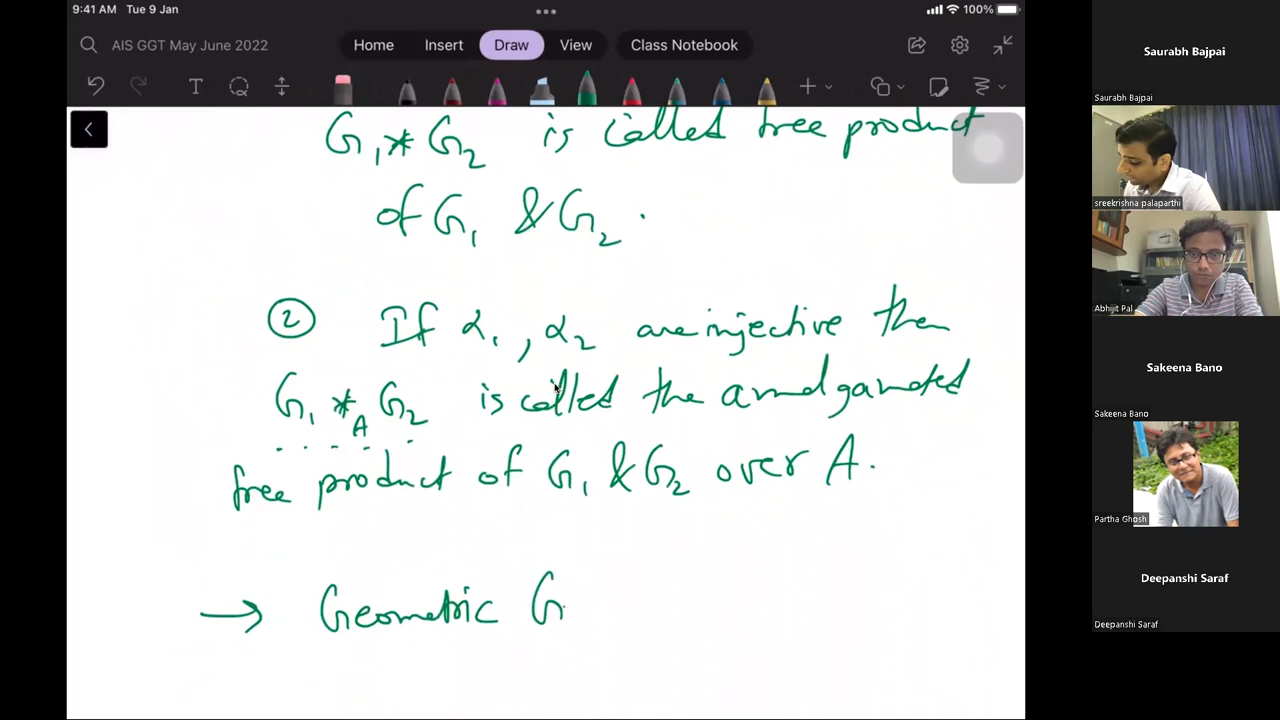 9:41 AM Tue 9 Jan
100%
AIS GGT May June 2022
Home Insert Draw View Class Notebook
G₁ * G₂ is called free product
of G₁ & G₂.
② If α₁, α₂ are injective then
G₁ *_A G₂ is called the amalgamated
free product of G₁ & G₂ over A.
→ Geometric G
Saurabh Bajpai
Saurabh Bajpai
sreekrishna palaparthi
Abhijit Pal
Sakeena Bano
Sakeena Bano
Partha Ghosh
Deepanshi Saraf
Deepanshi Saraf